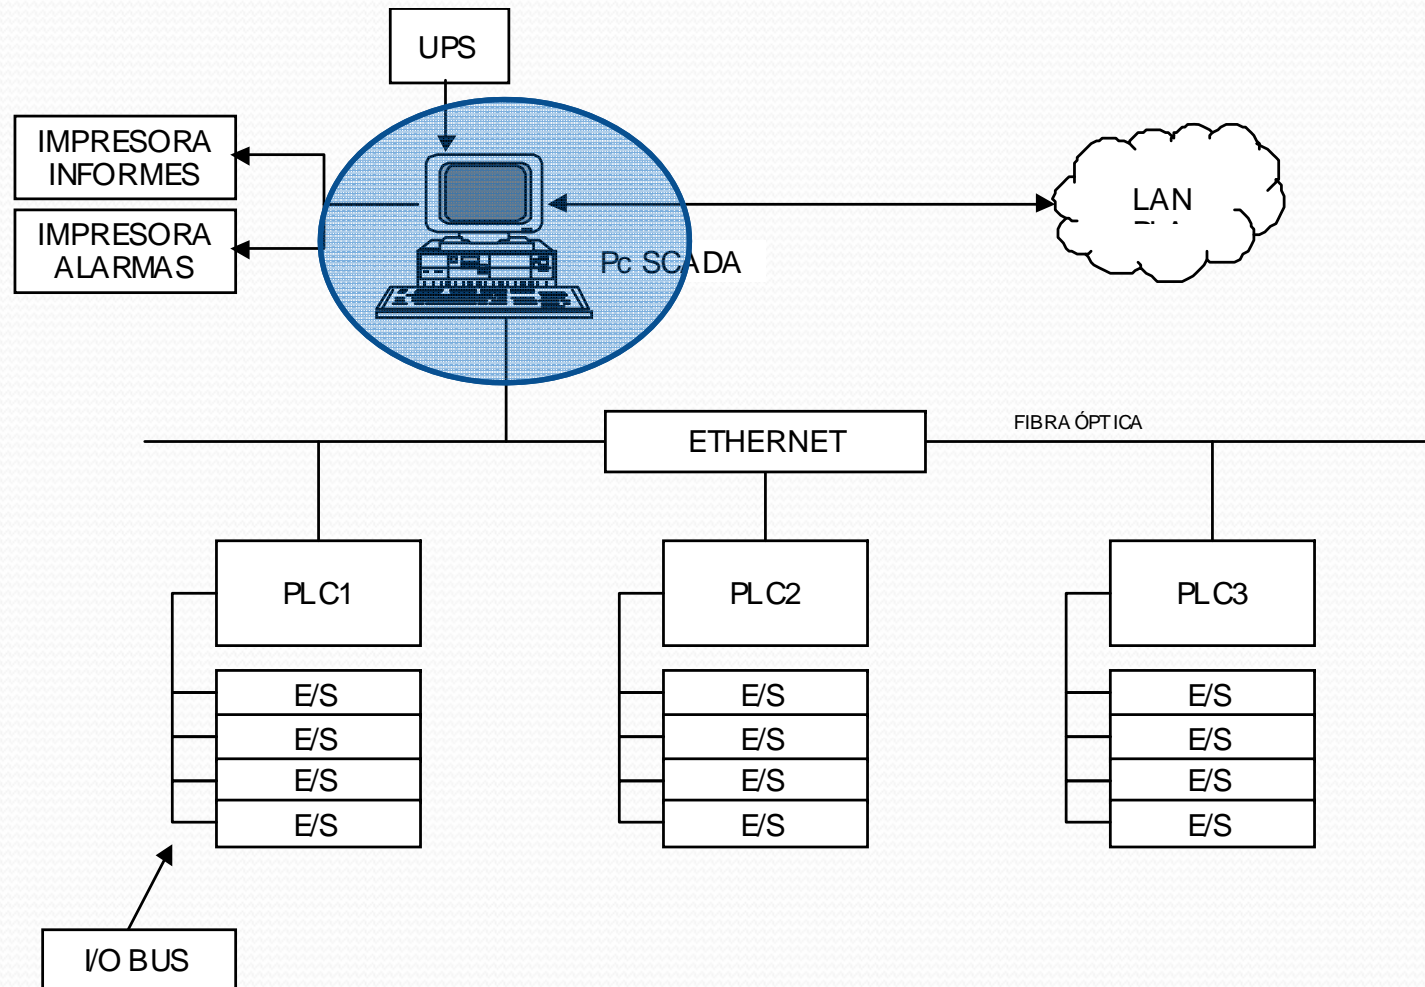 UPS
IMPRESORA
INFORMES
IMPRESORA
ALARMAS
LAN
Pc SCADA
ETHERNET
FIBRA ÓPTICA
PLC1
PLC2
PLC3
E/S
E/S
E/S
E/S
E/S
E/S
E/S
E/S
E/S
E/S
E/S
E/S
I/O BUS